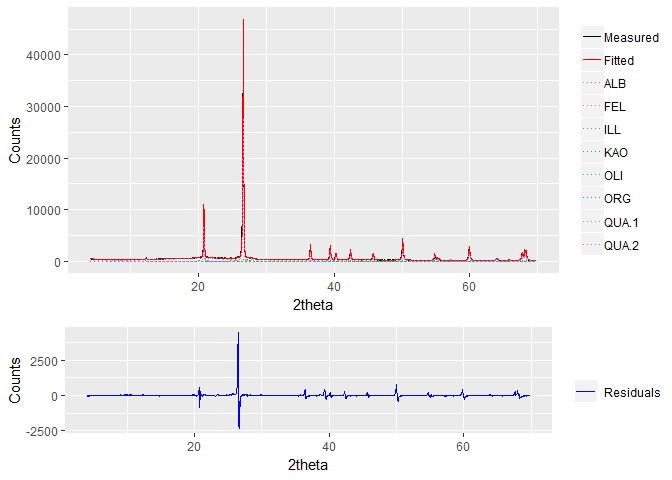 Counts
40000
30000
20000
10000
0
20
40
60
2theta
Measured
Fitted
ALB
FEL
ILL
KAO
OLI
ORG
QUA.1
QUA.2
Counts
2500
0
-2500
20
40
60
2theta
Residuals